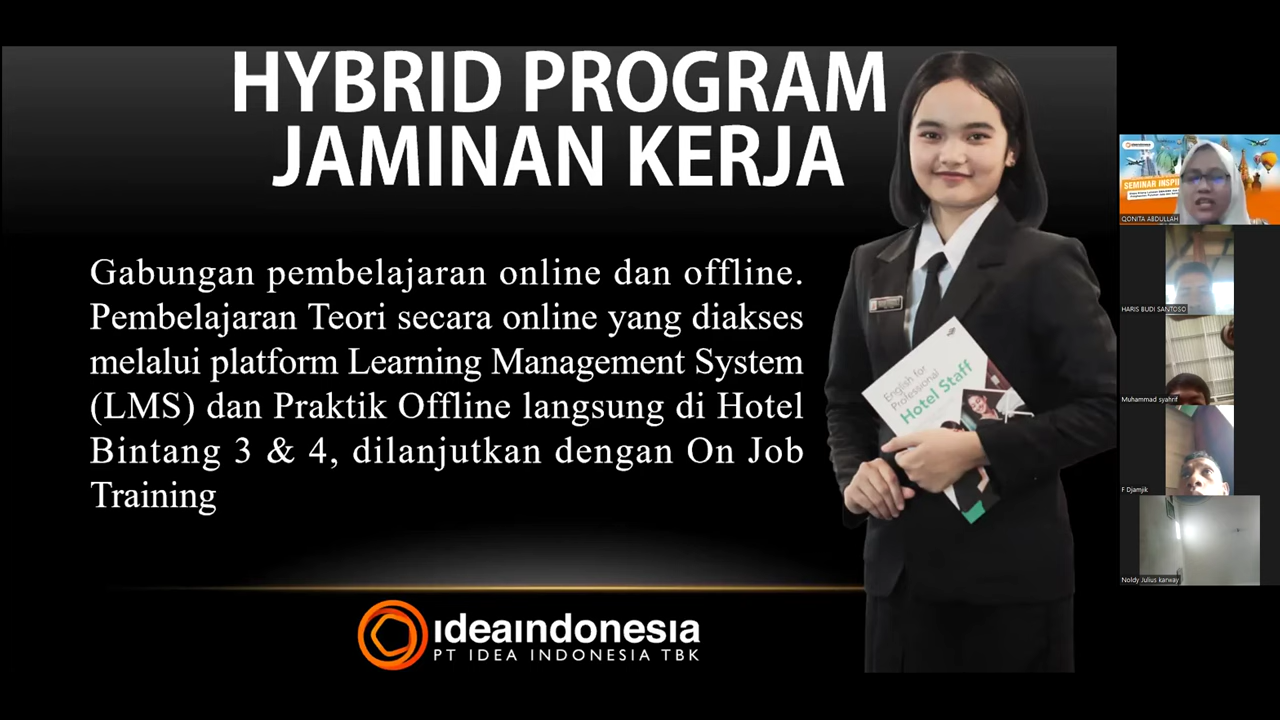 HYBRID PROGRAM
JAMINAN KERJA
Gabungan pembelajaran online dan offline.
Pembelajaran Teori secara online yang diakses
melalui platform Learning Management System
(LMS) dan Praktik Offline langsung di Hotel
Bintang 3 & 4, dilanjutkan dengan On Job
Training
English for
Professional
Hotel Staff
ideaindonesia
PT IDEA INDONESIA TBK
SEMINAR INSPI
QONITA ABDULLAH
HARIS BUDI SANTOSO
Muhammad syahrif
F Djamjik
Noldy Julius karway